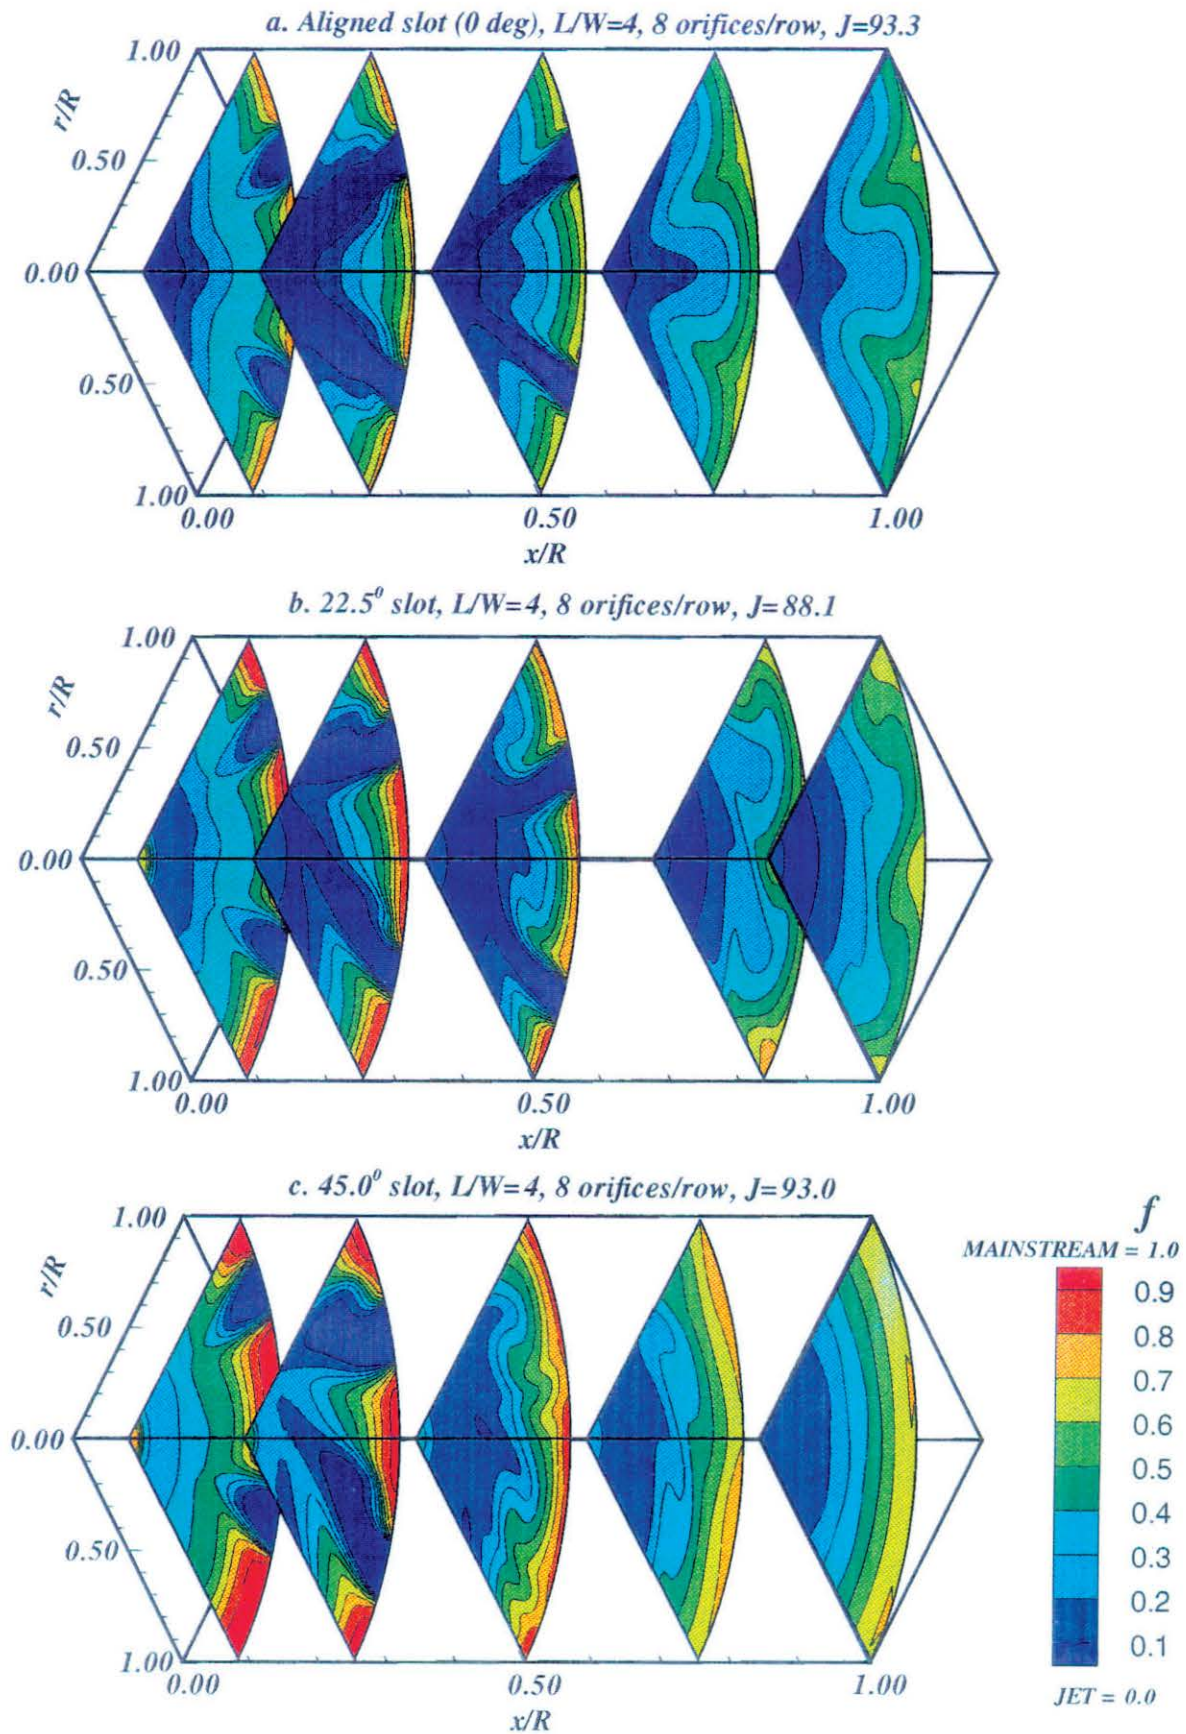 a. Aligned slot (0 deg), L/W=4, 8 orifices/row, J=93.3
1.00
r/R
0.50
0.00
0.50
1.00
0.00 0.50 1.00
x/R
b. 22.5⁰ slot, L/W=4, 8 orifices/row, J=88.1
1.00
r/R
0.50
0.00
0.50
1.00
0.00 0.50 1.00
x/R
c. 45.0⁰ slot, L/W=4, 8 orifices/row, J=93.0
1.00
r/R
0.50
0.00
0.50
1.00
0.00 0.50 1.00
x/R
f
MAINSTREAM = 1.0
0.9
0.8
0.7
0.6
0.5
0.4
0.3
0.2
0.1
JET = 0.0